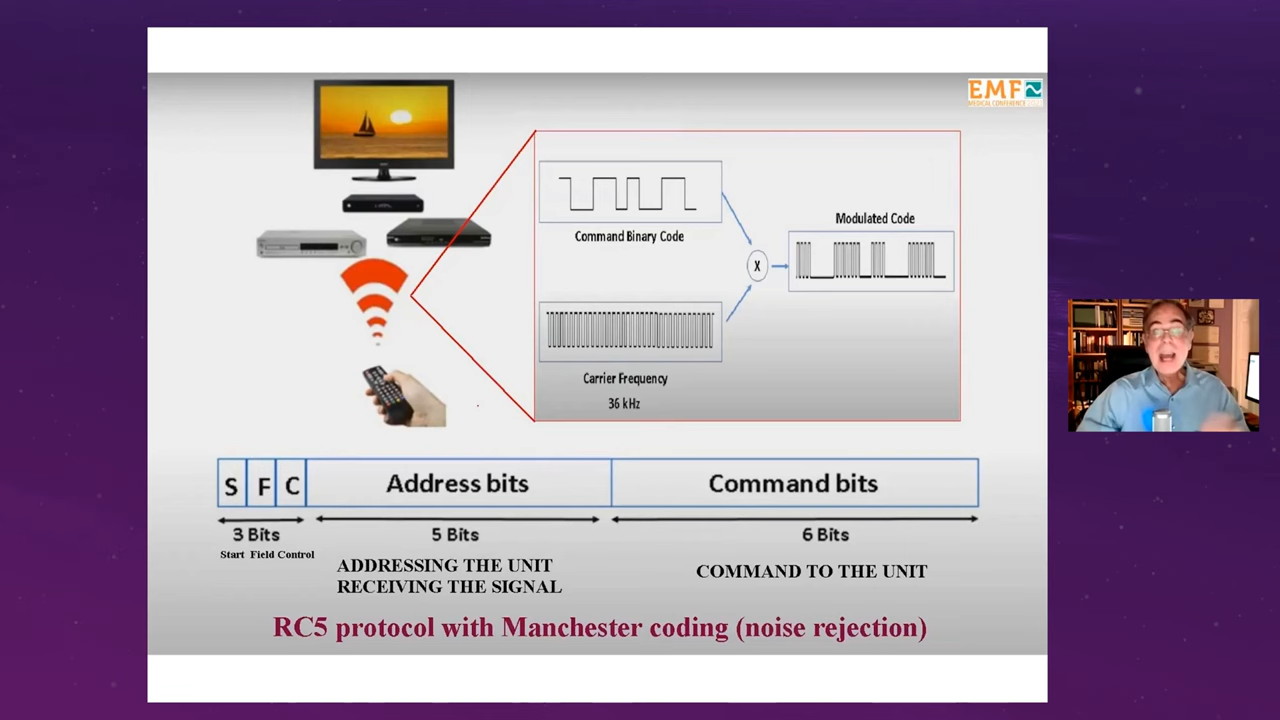 EMF
MEDICAL CONFERENCE
Command Binary Code
Modulated Code
X
Carrier Frequency
36 kHz
S F C Address bits Command bits
3 Bits 5 Bits 6 Bits
Start Field Control
ADDRESSING THE UNIT
RECEIVING THE SIGNAL
COMMAND TO THE UNIT
RC5 protocol with Manchester coding (noise rejection)